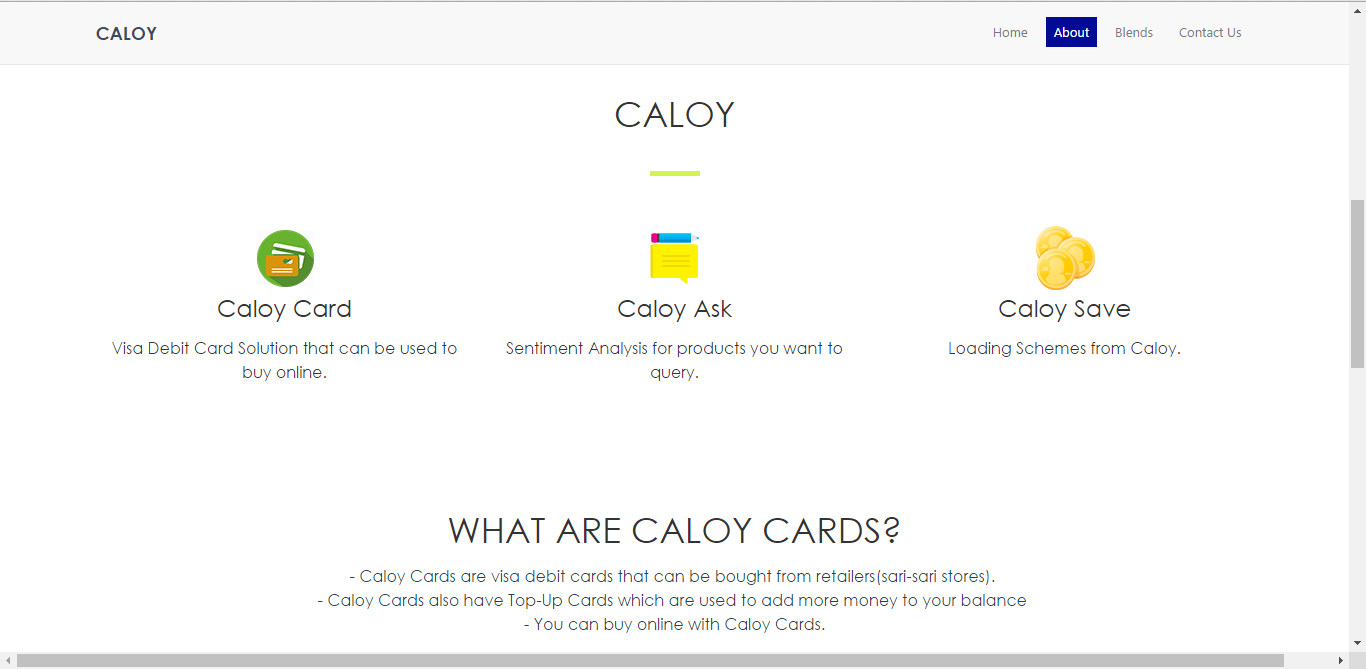 CALOY
Home
About
Blends
Contact Us
CALOY
Caloy Card
Visa Debit Card Solution that can be used to
buy online.
Caloy Ask
Sentiment Analysis for products you want to
query.
Caloy Save
Loading Schemes from Caloy.
WHAT ARE CALOY CARDS?
- Caloy Cards are visa debit cards that can be bought from retailers(sari-sari stores).
- Caloy Cards also have Top-Up Cards which are used to add more money to your balance
- You can buy online with Caloy Cards.